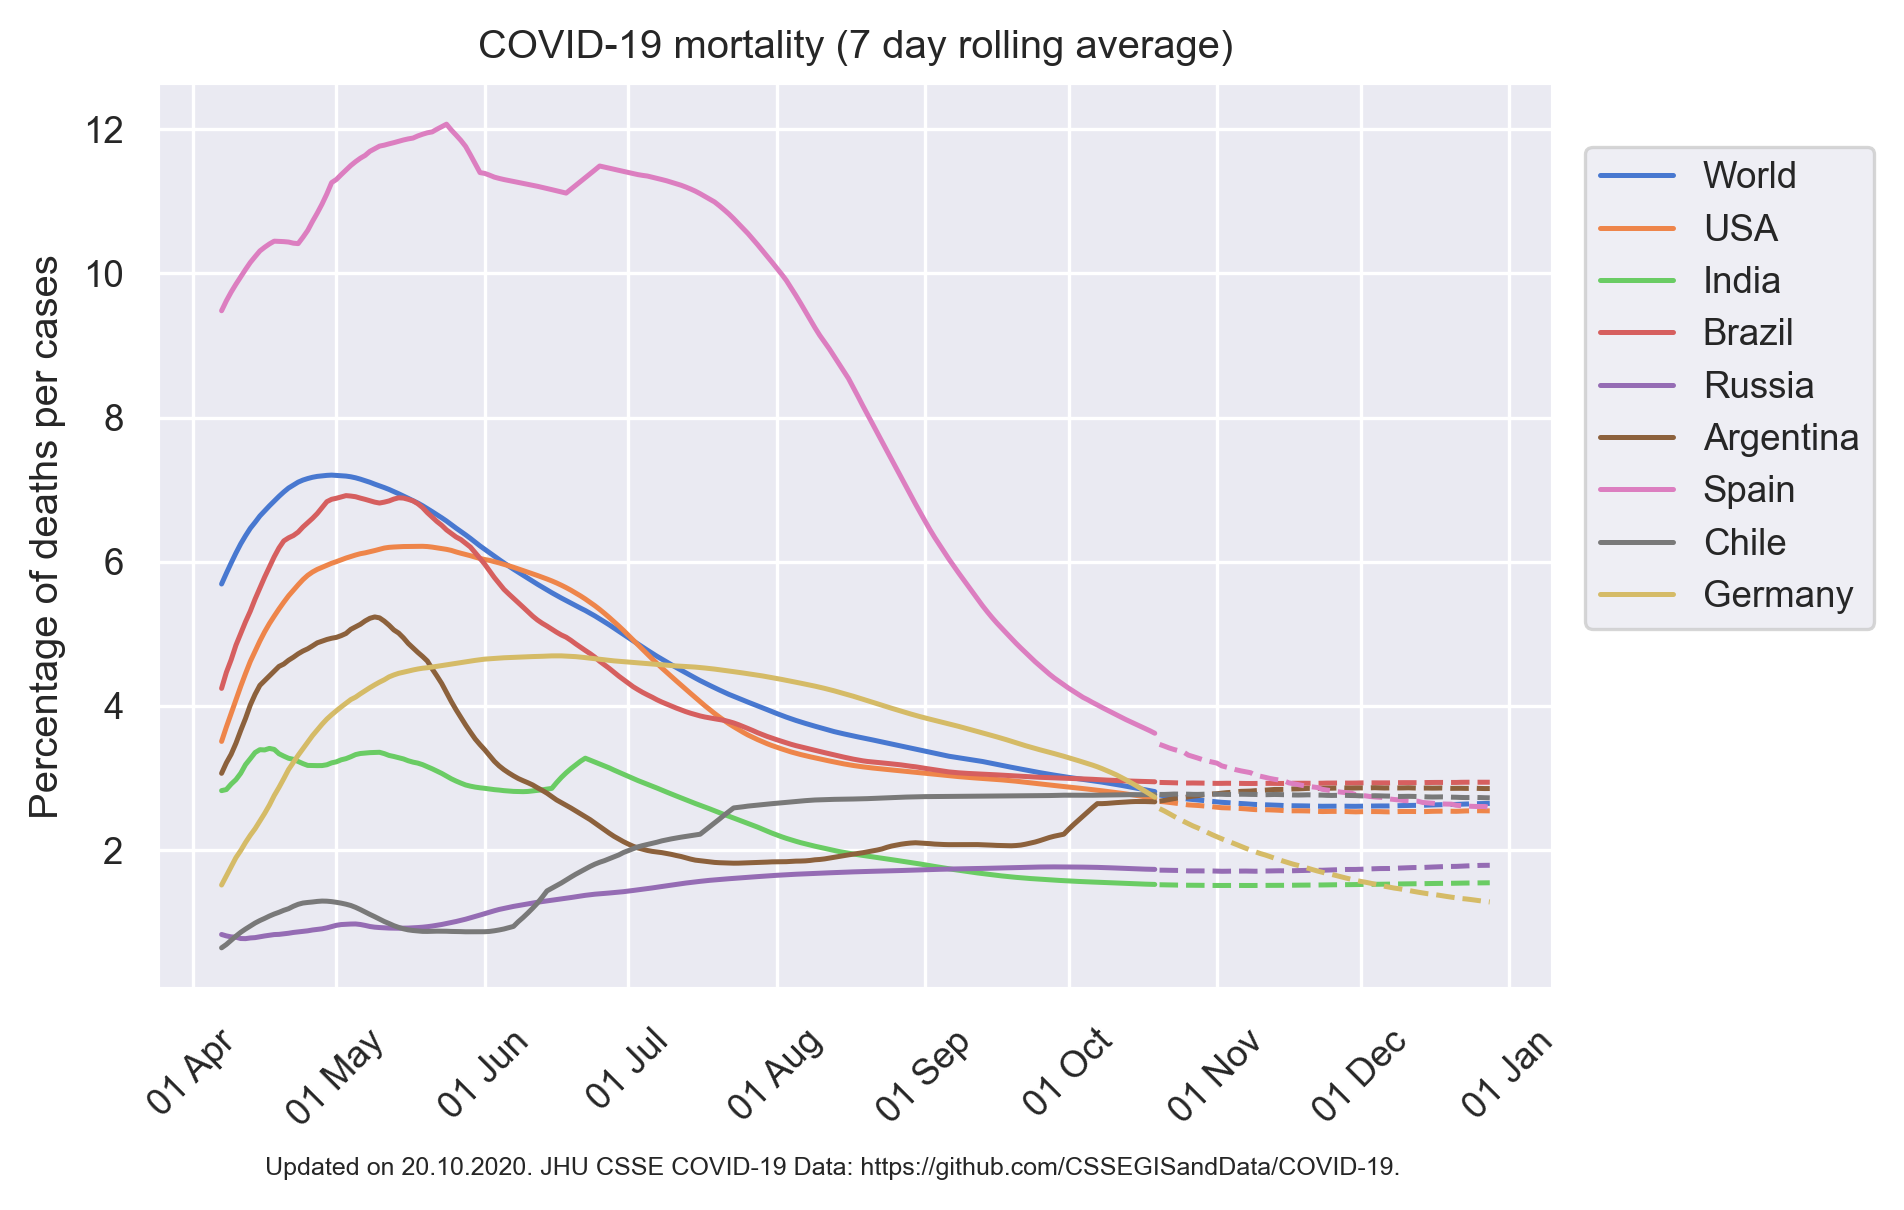 COVID-19 mortality (7 day rolling average)
Percentage of deaths per cases
12
10
8
6
4
2
01 Apr
01 May
01 Jun
01 Jul
01 Aug
01 Sep
01 Oct
01 Nov
01 Dec
01 Jan
World
USA
India
Brazil
Russia
Argentina
Spain
Chile
Germany
Updated on 20.10.2020. JHU CSSE COVID-19 Data: https://github.com/CSSEGISandData/COVID-19.